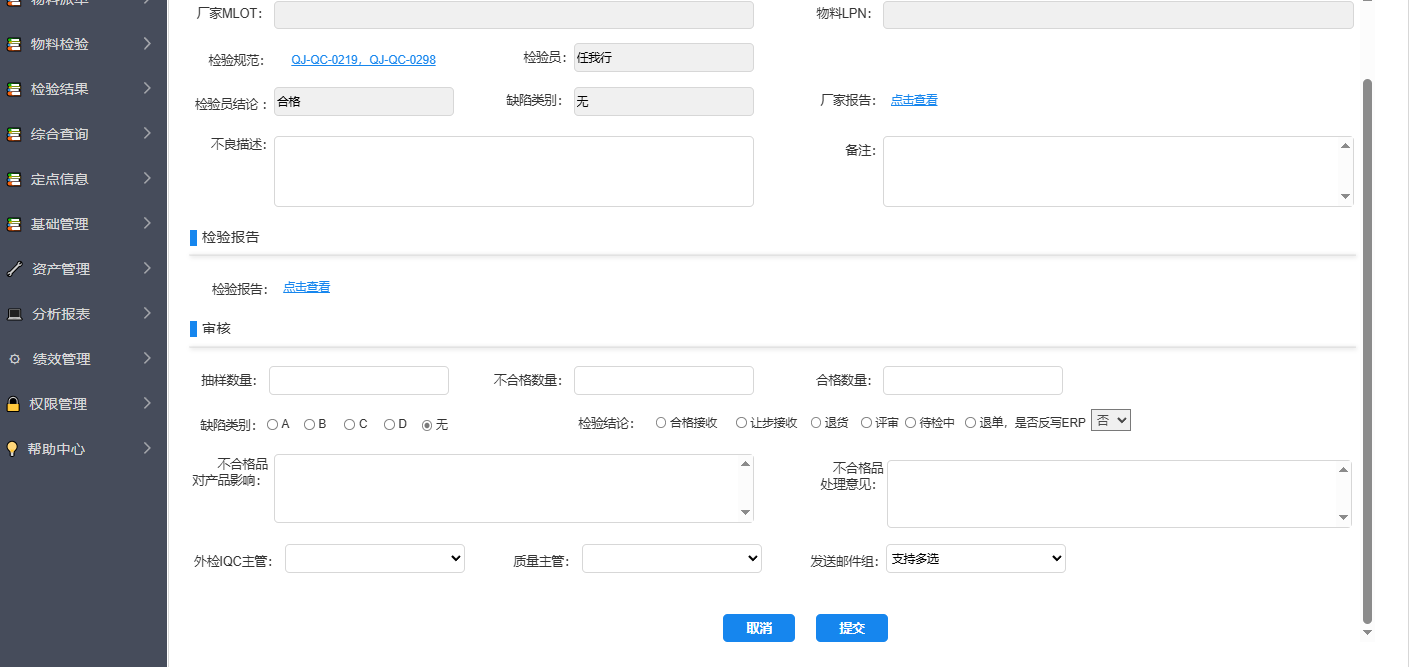 物料派单
物料检验
检验结果
综合查询
定点信息
基础管理
资产管理
分析报表
绩效管理
权限管理
帮助中心
厂家MLOT： 物料LPN：
检验规范： QJ-QC-0219，QJ-QC-0298 检验员： 任我行
检验员结论： 合格 缺陷类别： 无 厂家报告： 点击查看
不良描述： 备注：
检验报告
检验报告： 点击查看
审核
抽样数量： 不合格数量： 合格数量：
缺陷类别： A B C D 无 检验结论： 合格接收 让步接收 退货 评审 待检中 退单，是否反写ERP 否
不合格品
对产品影响：
不合格品
处理意见：
外检IQC主管： 质量主管： 发送邮件组： 支持多选
取消 提交